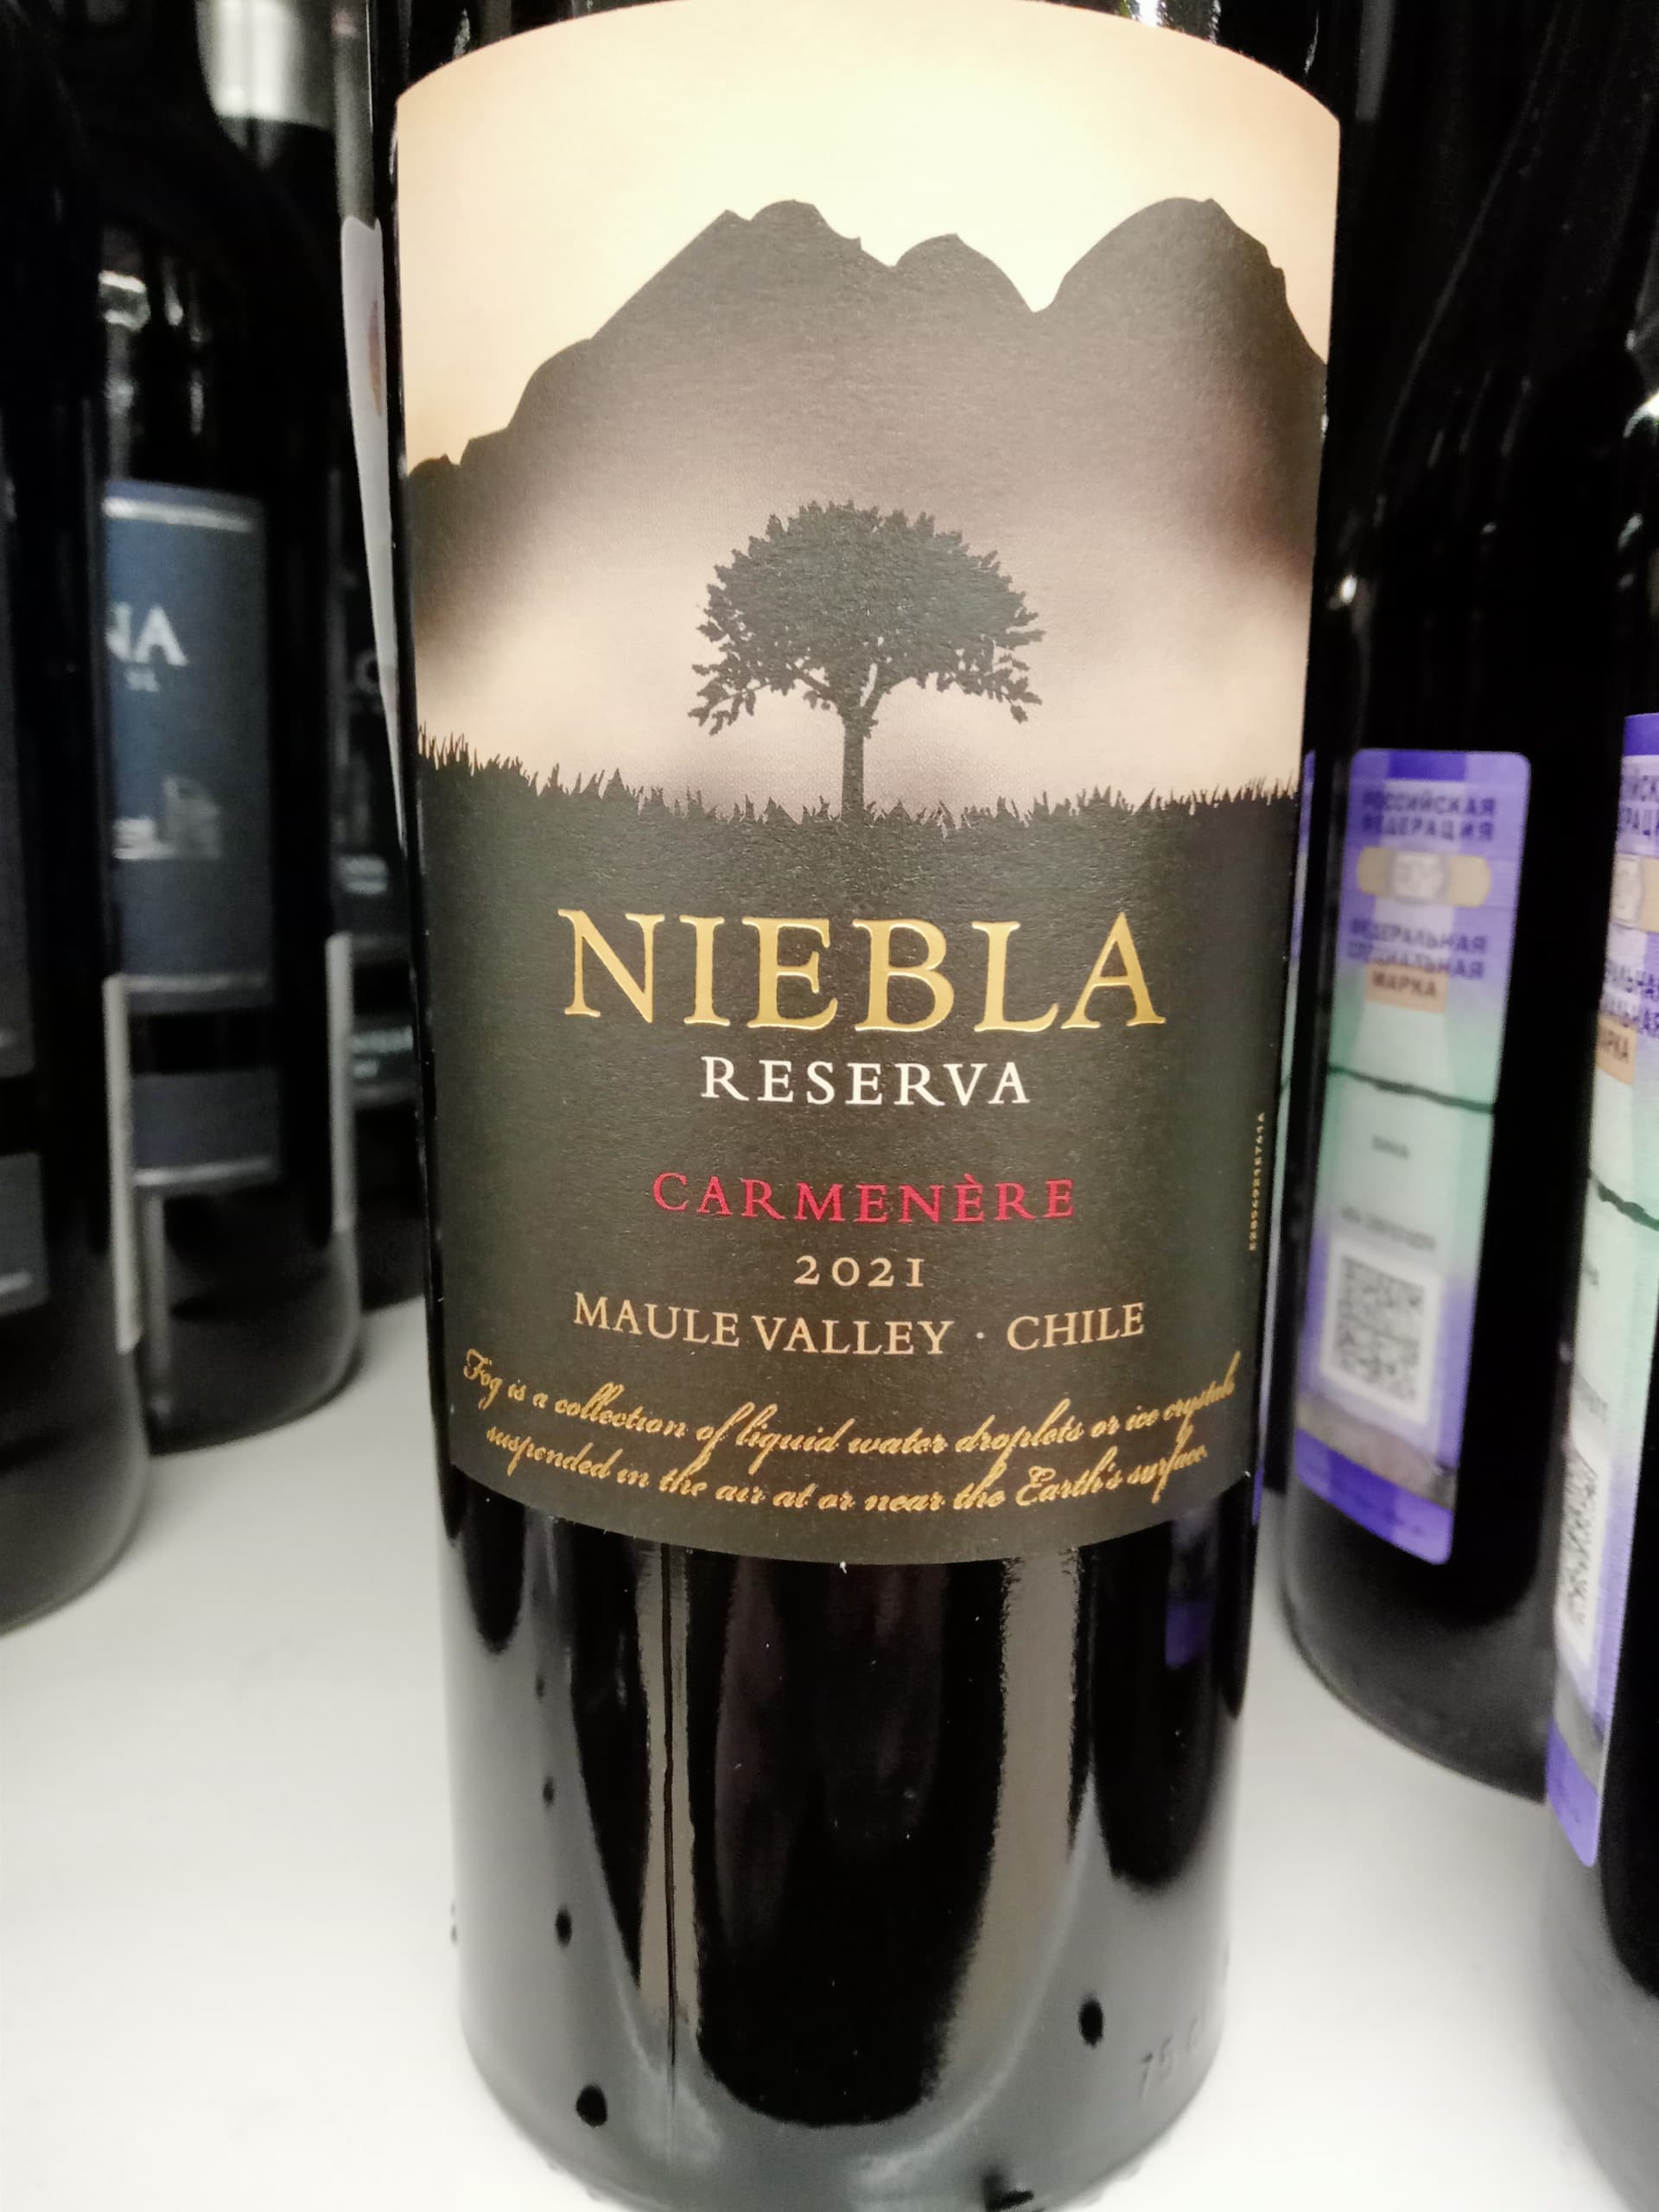 NIEBLA
RESERVA
CARMENÈRE
2021
MAULE VALLEY · CHILE
Fog is a collection of liquid water droplets or ice crystals
suspended in the air at or near the Earth's surface.
NA
РОССИЙСКАЯ
ФЕДЕРАЦИЯ
ФЕДЕРАЛЬНАЯ
СПЕЦИАЛЬНАЯ
МАРКА